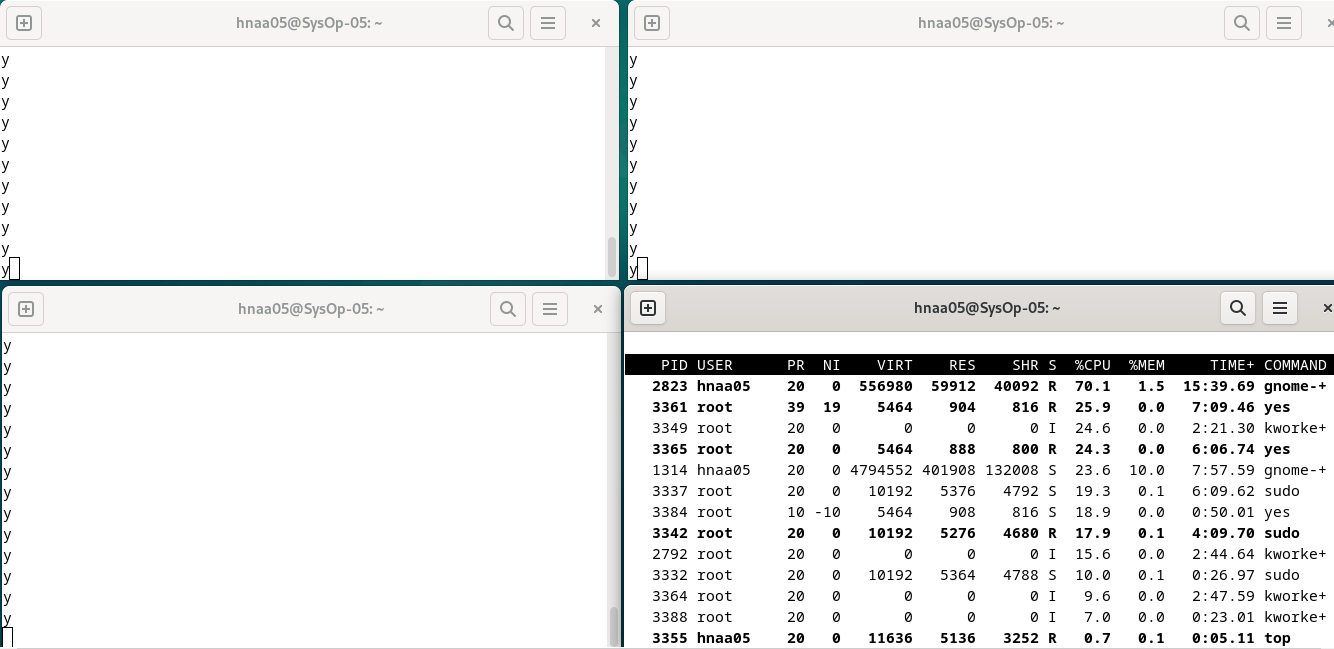 hnaa05@SysOp-05: ~
y
y
y
y
y
y
y
y
y
y
y
hnaa05@SysOp-05: ~
y
y
y
y
y
y
y
y
y
y
y
hnaa05@SysOp-05: ~
y
y
y
y
y
y
y
y
y
y
y
y
y
y
hnaa05@SysOp-05: ~
PID USER PR NI VIRT RES SHR S %CPU %MEM TIME+ COMMAND
2823 hnaa05 20 0 556980 59912 40092 R 70.1 1.5 15:39.69 gnome-+
3361 root 39 19 5464 904 816 R 25.9 0.0 7:09.46 yes
3349 root 20 0 0 0 0 I 24.6 0.0 2:21.30 kworke+
3365 root 20 0 5464 888 800 R 24.3 0.0 6:06.74 yes
1314 hnaa05 20 0 4794552 401908 132008 S 23.6 10.0 7:57.59 gnome-+
3337 root 20 0 10192 5376 4792 S 19.3 0.1 6:09.62 sudo
3384 root 10 -10 5464 908 816 S 18.9 0.0 0:50.01 yes
3342 root 20 0 10192 5276 4680 R 17.9 0.1 4:09.70 sudo
2792 root 20 0 0 0 0 I 15.6 0.0 2:44.64 kworke+
3332 root 20 0 10192 5364 4788 S 10.0 0.1 0:26.97 sudo
3364 root 20 0 0 0 0 I 9.6 0.0 2:47.59 kworke+
3388 root 20 0 0 0 0 I 7.0 0.0 0:23.01 kworke+
3355 hnaa05 20 0 11636 5136 3252 R 0.7 0.1 0:05.11 top